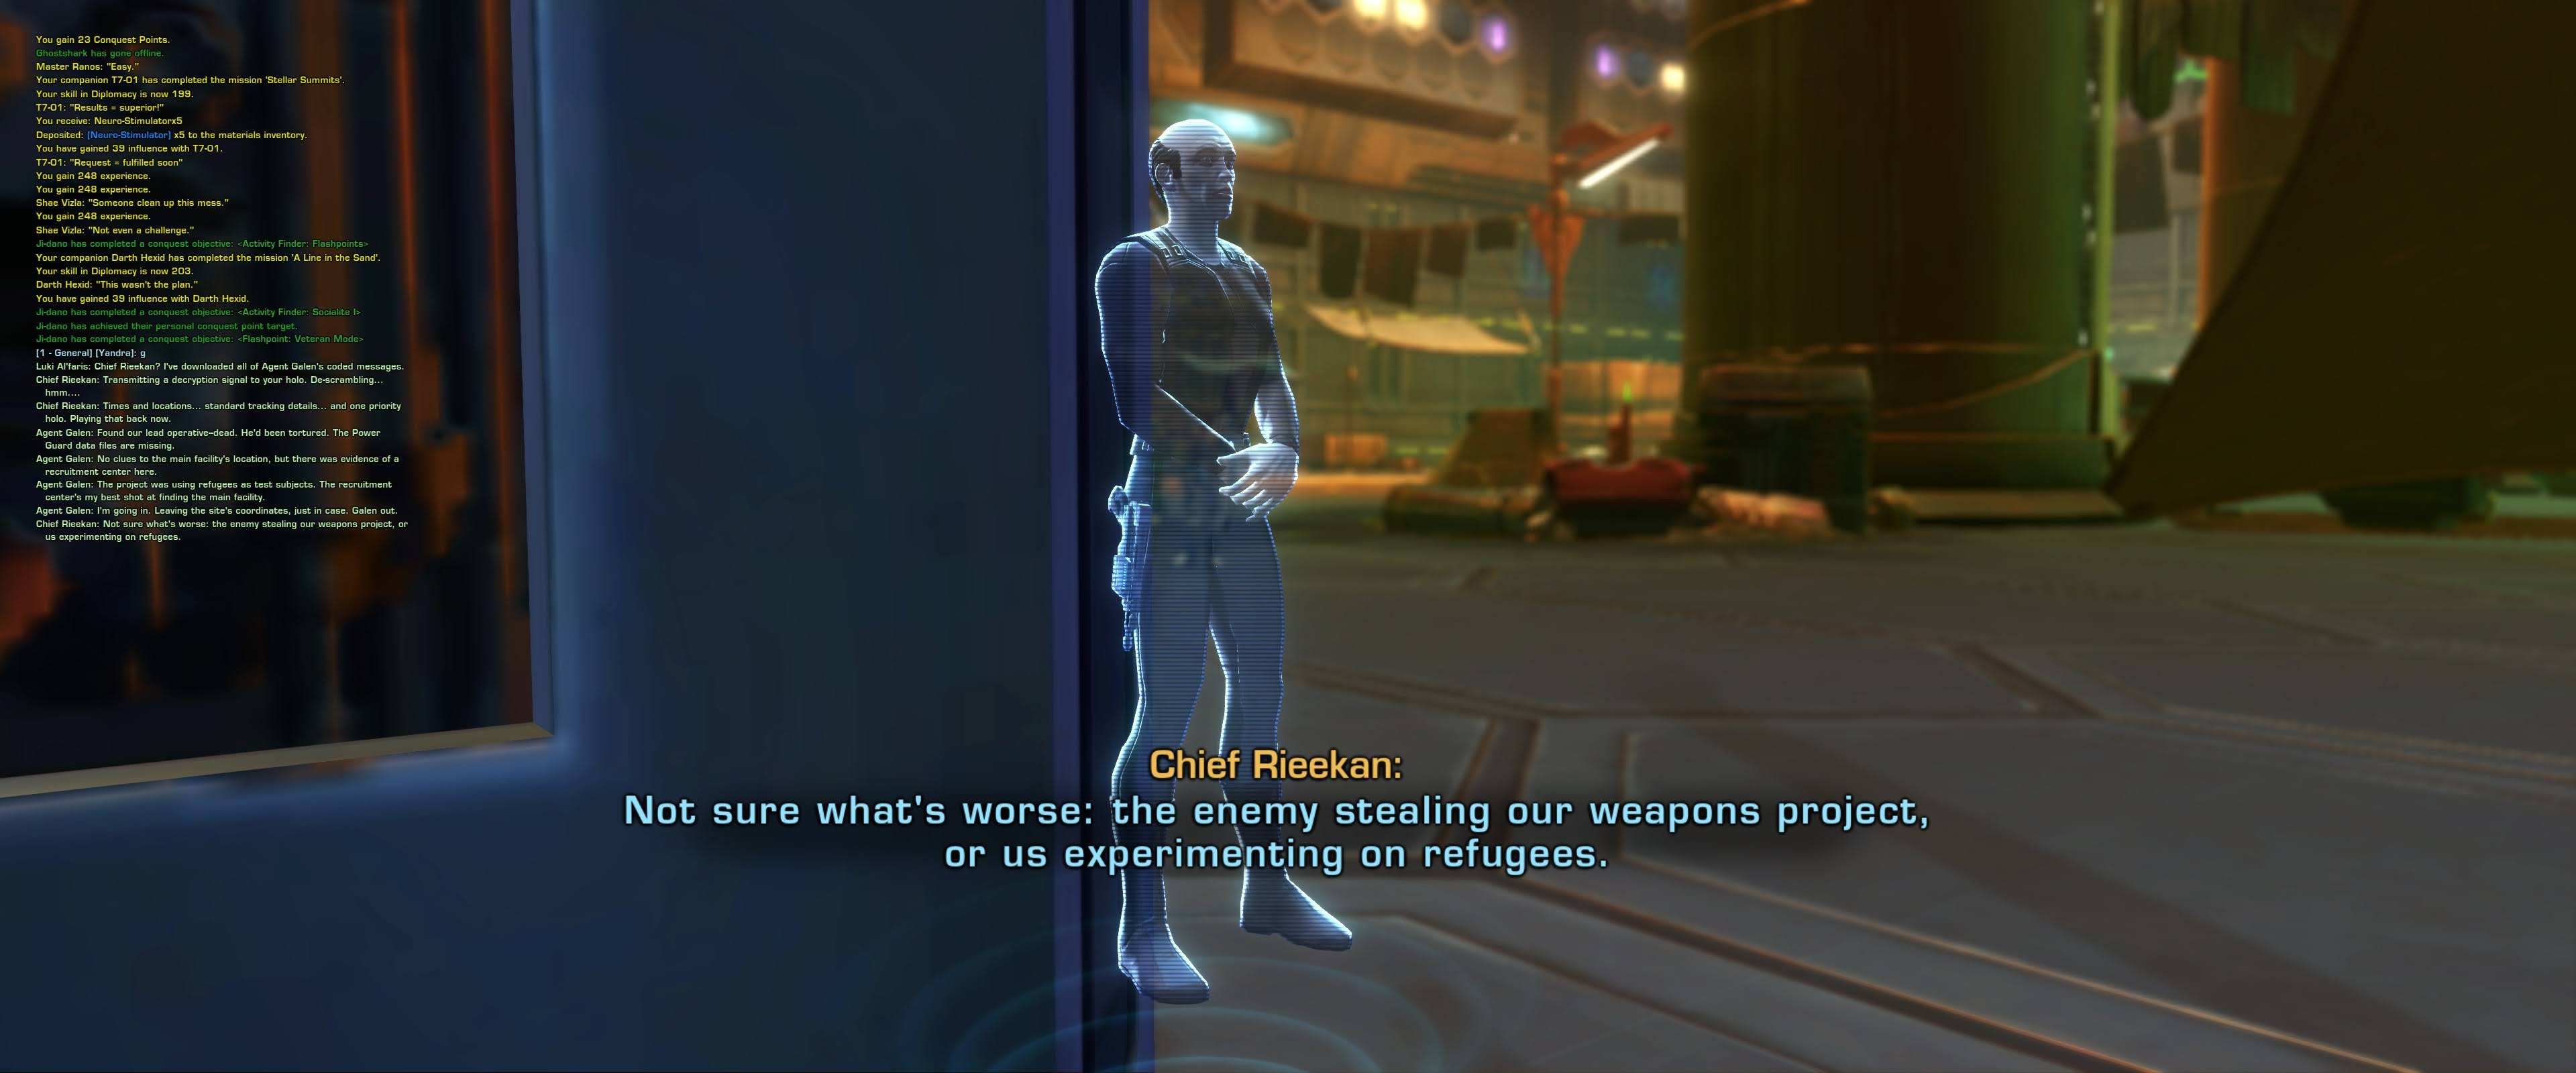 You gain 23 Conquest Points.
Ghostshark has gone offline.
Master Ranos: "Easy."
Your companion T7-01 has completed the mission 'Stellar Summits'.
Your skill in Diplomacy is now 199.
T7-01: "Results = superior!"
You receive: Neuro-Stimulatorx5
Deposited: [Neuro-Stimulator] x5 to the materials inventory.
You have gained 39 influence with T7-01.
T7-01: "Request = fulfilled soon"
You gain 248 experience.
You gain 248 experience.
Shae Vizla: "Someone clean up this mess."
You gain 248 experience.
Shae Vizla: "Not even a challenge."
Ji-dano has completed a conquest objective: <Activity Finder: Flashpoints>
Your companion Darth Hexid has completed the mission 'A Line in the Sand'.
Your skill in Diplomacy is now 203.
Darth Hexid: "This wasn't the plan."
You have gained 39 influence with Darth Hexid.
Ji-dano has completed a conquest objective: <Activity Finder: Socialite I>
Ji-dano has achieved their personal conquest point target.
Ji-dano has completed a conquest objective: <Flashpoint: Veteran Mode>
[1 - General] [Yandra]: g
Luki Al'faris: Chief Rieekan? I've downloaded all of Agent Galen's coded messages.
Chief Rieekan: Transmitting a decryption signal to your holo. De-scrambling...
hmm....
Chief Rieekan: Times and locations... standard tracking details... and one priority
holo. Playing that back now.
Agent Galen: Found our lead operative–dead. He'd been tortured. The Power
Guard data files are missing.
Agent Galen: No clues to the main facility's location, but there was evidence of a
recruitment center here.
Agent Galen: The project was using refugees as test subjects. The recruitment
center's my best shot at finding the main facility.
Agent Galen: I'm going in. Leaving the site's coordinates, just in case. Galen out.
Chief Rieekan: Not sure what's worse: the enemy stealing our weapons project, or
us experimenting on refugees.
Chief Rieekan:
Not sure what's worse: the enemy stealing our weapons project,
or us experimenting on refugees.